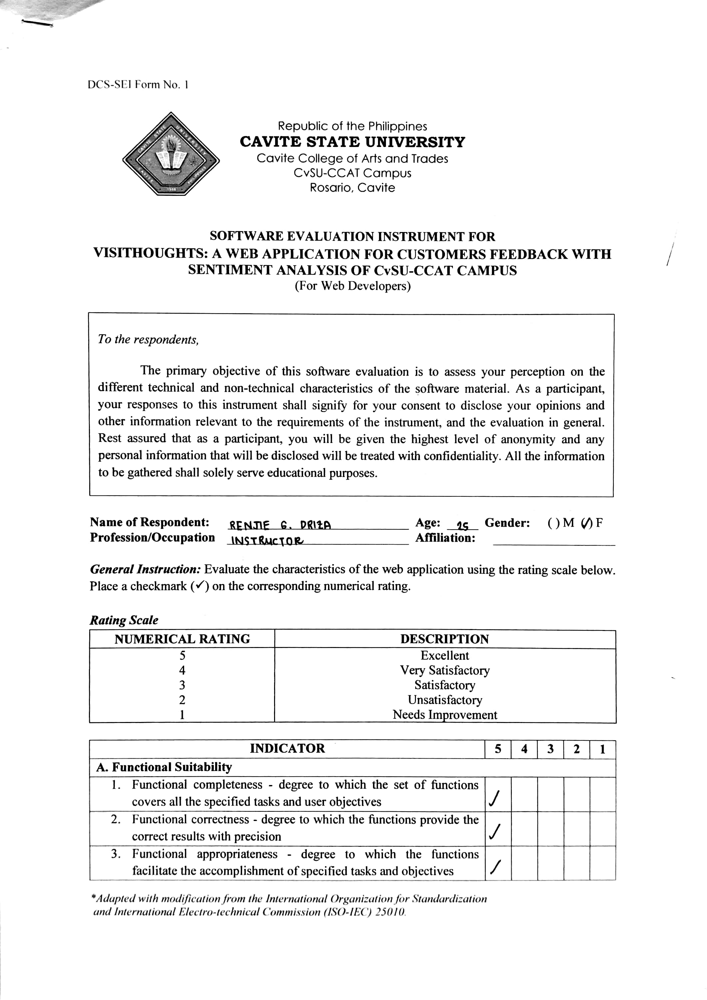 DCS-SEI Form No. 1
CAVITE STATE UNIVERSITY
CAVITE PHILIPPINES
1906
Republic of the Philippines
CAVITE STATE UNIVERSITY
Cavite College of Arts and Trades
CvSU-CCAT Campus
Rosario, Cavite
SOFTWARE EVALUATION INSTRUMENT FOR
VISITHOUGHTS: A WEB APPLICATION FOR CUSTOMERS FEEDBACK WITH
SENTIMENT ANALYSIS OF CvSU-CCAT CAMPUS
(For Web Developers)
To the respondents,
The primary objective of this software evaluation is to assess your perception on the
different technical and non-technical characteristics of the software material. As a participant,
your responses to this instrument shall signify for your consent to disclose your opinions and
other information relevant to the requirements of the instrument, and the evaluation in general.
Rest assured that as a participant, you will be given the highest level of anonymity and any
personal information that will be disclosed will be treated with confidentiality. All the information
to be gathered shall solely serve educational purposes.
Name of Respondent: RENJIE G. DRIZA Age: 25 Gender: ( ) M (/) F
Profession/Occupation INSTRUCTOR Affiliation:
General Instruction: Evaluate the characteristics of the web application using the rating scale below.
Place a checkmark (✓) on the corresponding numerical rating.
Rating Scale
NUMERICAL RATING DESCRIPTION
5 Excellent
4 Very Satisfactory
3 Satisfactory
2 Unsatisfactory
1 Needs Improvement
INDICATOR 5 4 3 2 1
A. Functional Suitability
1. Functional completeness - degree to which the set of functions
covers all the specified tasks and user objectives /
2. Functional correctness - degree to which the functions provide the
correct results with precision /
3. Functional appropriateness - degree to which the functions
facilitate the accomplishment of specified tasks and objectives /
*Adapted with modification from the International Organization for Standardization
and International Electro-technical Commission (ISO-IEC) 25010.